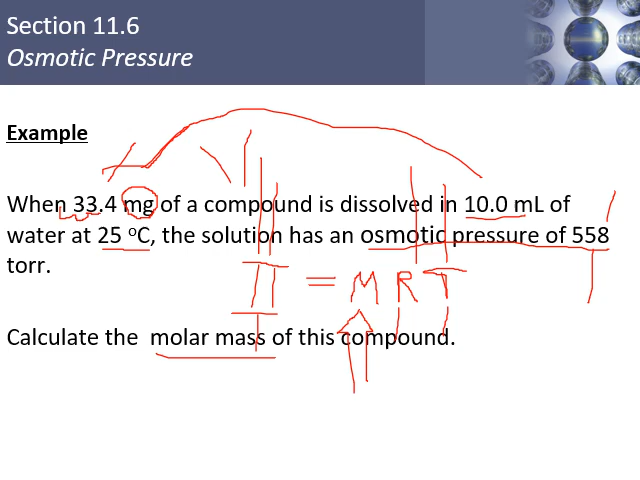 Section 11.6
Osmotic Pressure
Example
When 33.4 mg of a compound is dissolved in 10.0 mL of
water at 25 ºC, the solution has an osmotic pressure of 558
torr.
Π = MRT
Calculate the molar mass of this compound.